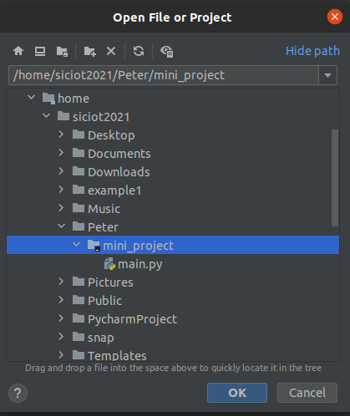 Open File or Project
Hide path
/home/siciot2021/Peter/mini_project
home
siciot2021
Desktop
Documents
Downloads
example1
Music
Peter
mini_project
main.py
Pictures
Public
PycharmProject
snap
Templates
Drag and drop a file into the space above to quickly locate it in the tree
?
OK
Cancel